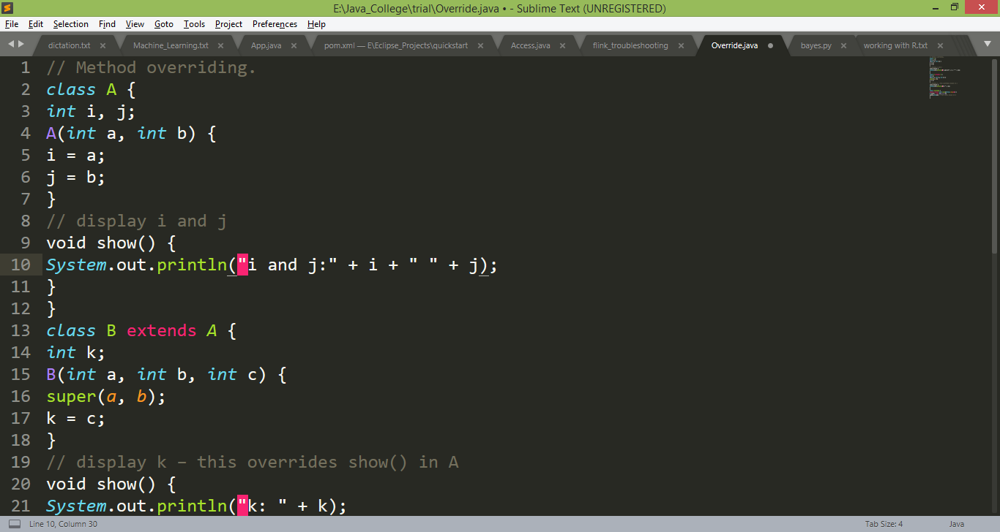 E:\Java_College\trial\Override.java • - Sublime Text (UNREGISTERED)
File Edit Selection Find View Goto Tools Project Preferences Help
dictation.txt × Machine_Learning.txt × App.java × pom.xml — E\Eclipse_Projects\quickstart × Access.java × flink_troubleshooting × Override.java bayes.py × working with R.txt ×
1 // Method overriding.
2 class A {
3 int i, j;
4 A(int a, int b) {
5 i = a;
6 j = b;
7 }
8 // display i and j
9 void show() {
10 System.out.println("i and j:" + i + " " + j);
11 }
12 }
13 class B extends A {
14 int k;
15 B(int a, int b, int c) {
16 super(a, b);
17 k = c;
18 }
19 // display k – this overrides show() in A
20 void show() {
21 System.out.println("k: " + k);
Line 10, Column 30 Tab Size: 4 Java